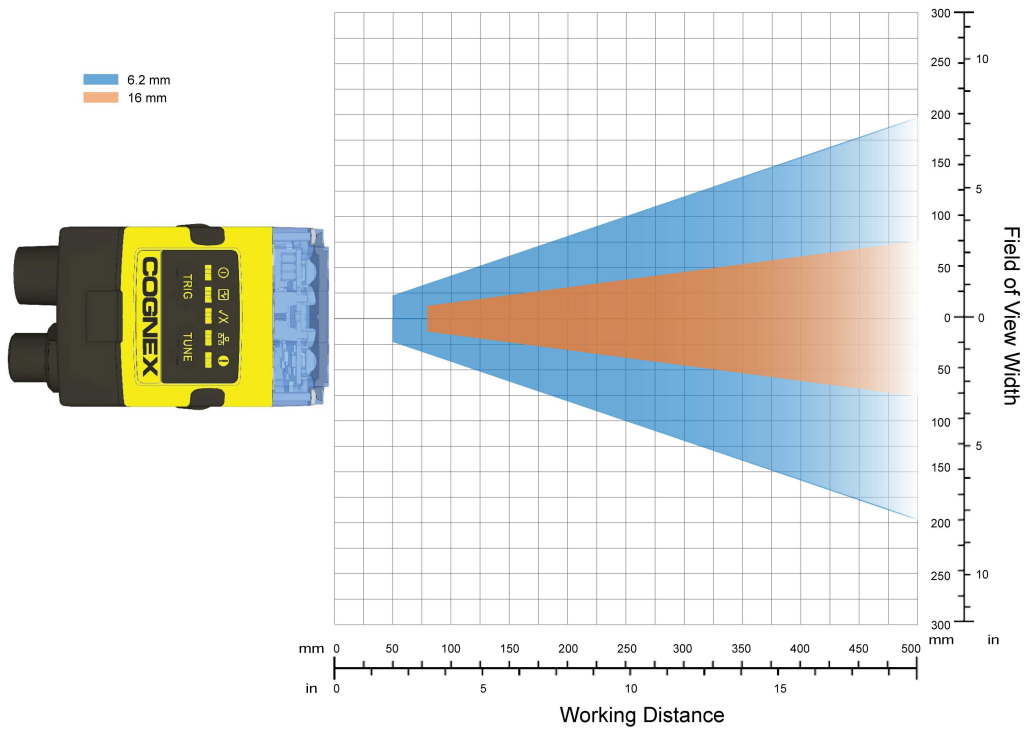 6.2 mm
16 mm
COGNEX
TRIG
TUNE
300
250
200
150
100
50
0
50
100
150
200
250
300
mm
10
5
0
5
10
in
Field of View Width
mm 0 50 100 150 200 250 300 350 400 450 500
in 0 5 10 15
Working Distance